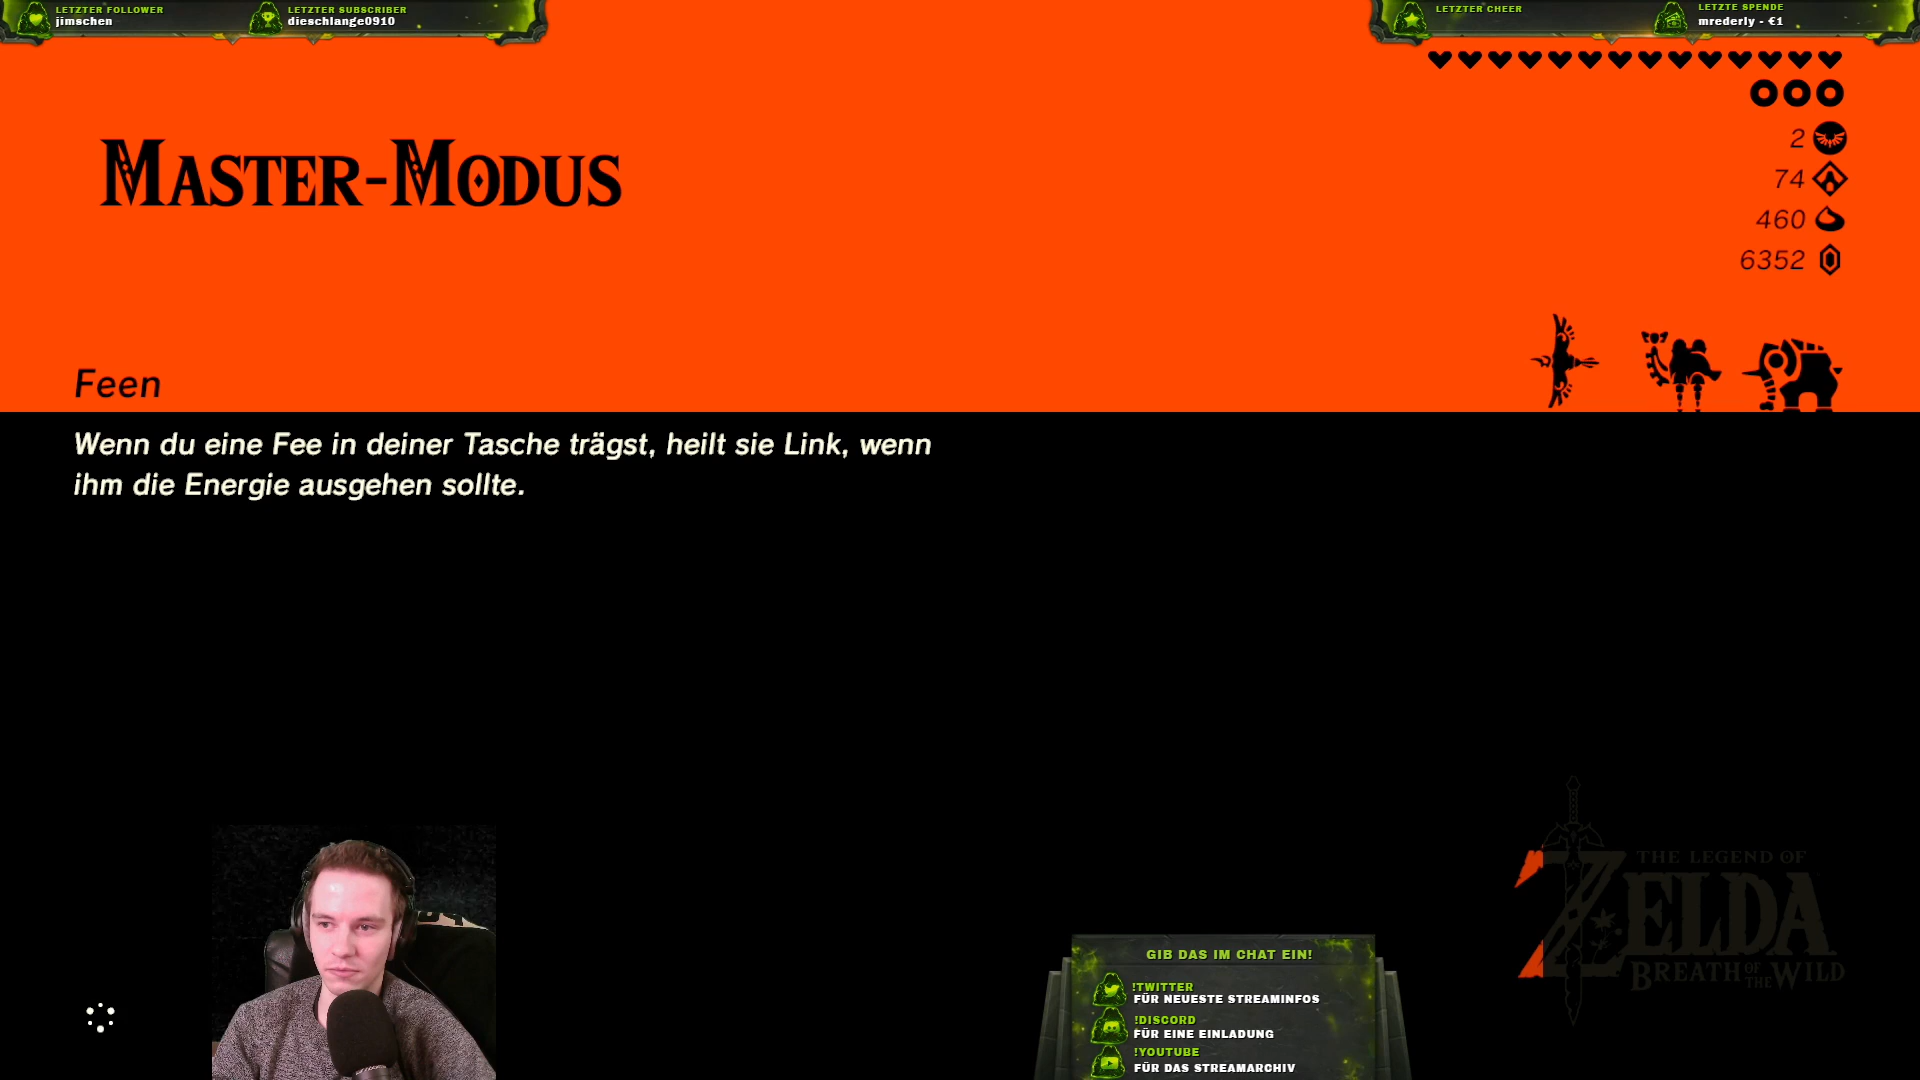 LETZTER FOLLOWER
jimschen
LETZTER SUBSCRIBER
dieschlange0910
LETZTER CHEER
LETZTE SPENDE
mrederly - €1
MASTER-MODUS
2
74
460
6352
Feen
Wenn du eine Fee in deiner Tasche trägst, heilt sie Link, wenn
ihm die Energie ausgehen sollte.
THE LEGEND OF
ZELDA
BREATH OF THE WILD
GIB DAS IM CHAT EIN!
!TWITTER
FÜR NEUESTE STREAMINFOS
!DISCORD
FÜR EINE EINLADUNG
!YOUTUBE
FÜR DAS STREAMARCHIV